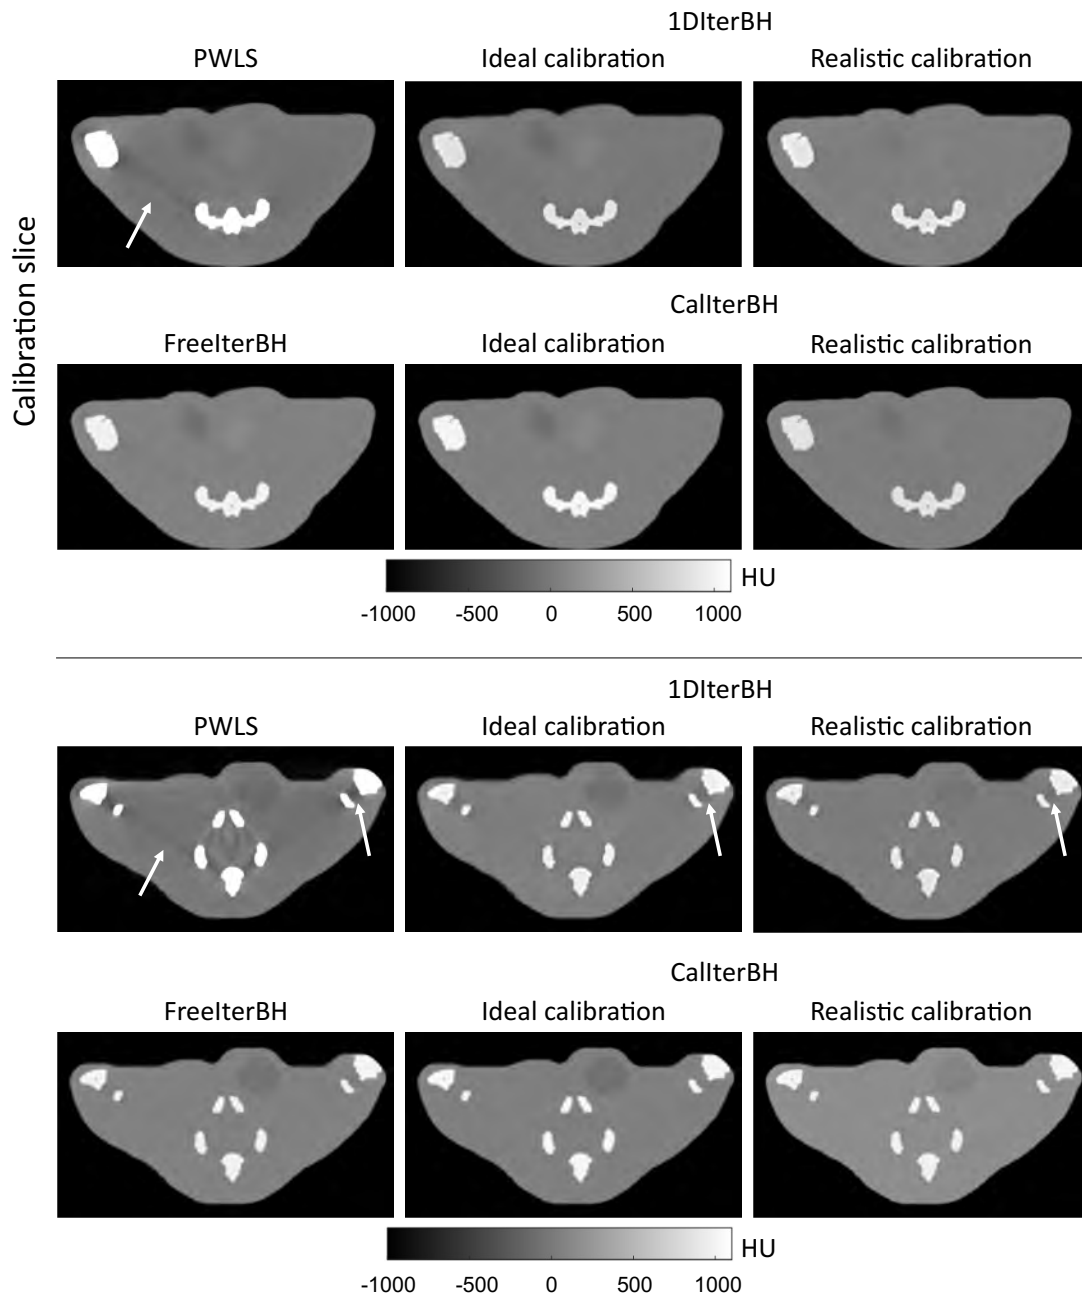 1DIterBH
PWLS
Ideal calibration
Realistic calibration
Calibration slice
CalIterBH
FreeIterBH
Ideal calibration
Realistic calibration
HU
-1000 -500 0 500 1000
1DIterBH
PWLS
Ideal calibration
Realistic calibration
CalIterBH
FreeIterBH
Ideal calibration
Realistic calibration
HU
-1000 -500 0 500 1000